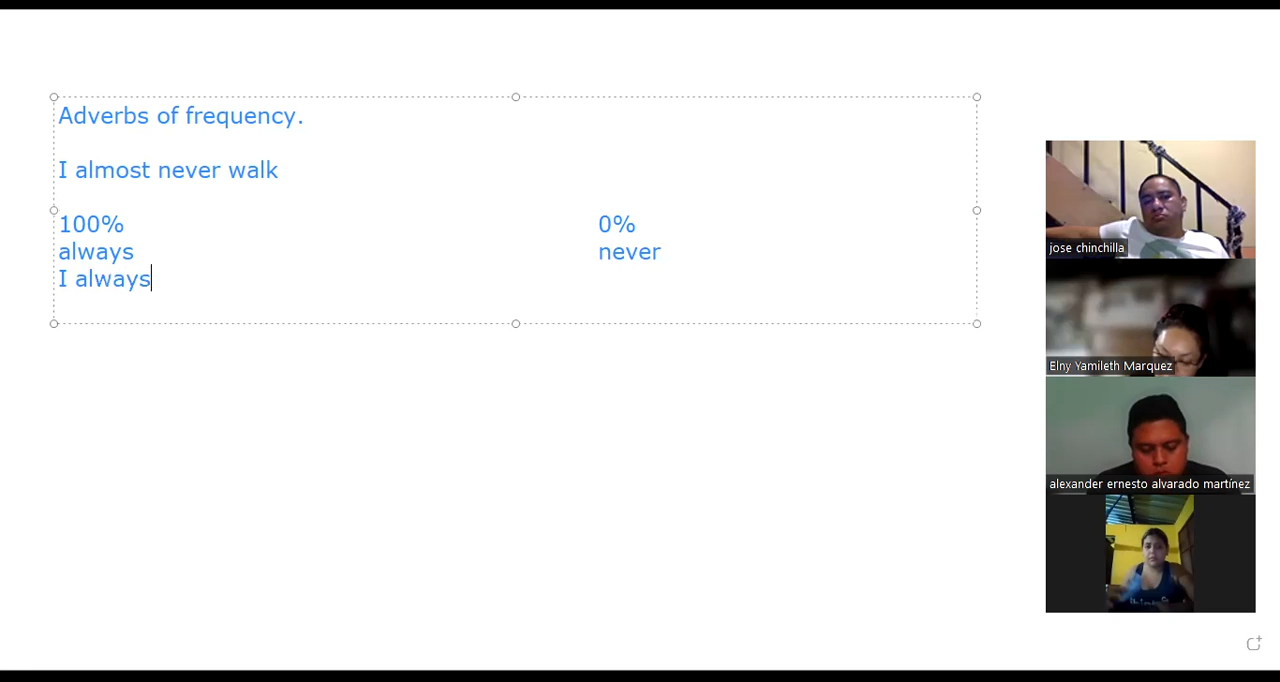 Adverbs of frequency.
I almost never walk
100% 0%
always never
I always
jose chinchilla
Elny Yamileth Marquez
alexander ernesto alvarado martínez